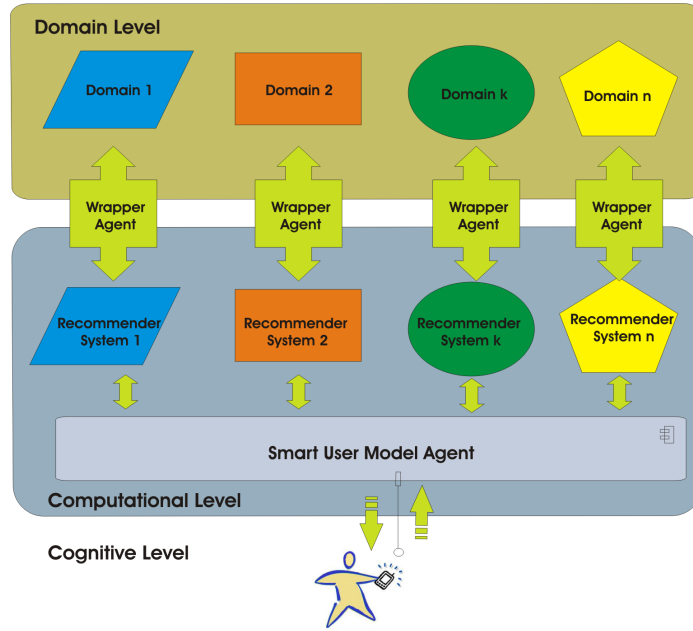 Domain Level
Domain 1
Domain 2
Domain k
Domain n
Wrapper
Agent
Wrapper
Agent
Wrapper
Agent
Wrapper
Agent
Recommender
System 1
Recommender
System 2
Recommender
System k
Recommender
System n
Smart User Model Agent
Computational Level
Cognitive Level